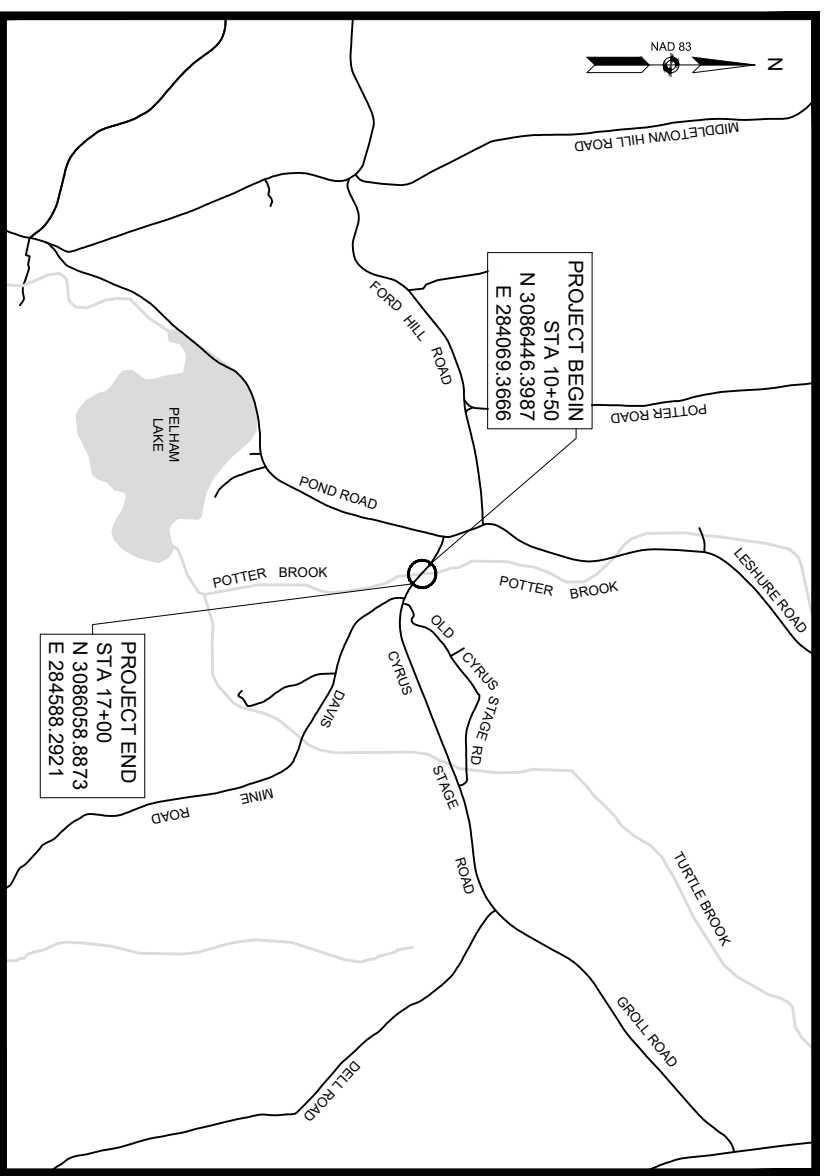 NAD 83
N
MIDDLETOWN HILL ROAD
PROJECT BEGIN
STA 10+50
N 3086446.3987
E 284069.3666
FORD HILL ROAD
POTTER ROAD
PELHAM
LAKE
POND ROAD
POTTER BROOK
POTTER BROOK
LESHURE ROAD
OLD CYRUS STAGE RD
CYRUS STAGE ROAD
PROJECT END
STA 17+00
N 3086058.8873
E 284588.2921
DAVIS MINE ROAD
TURTLE BROOK
GROLL ROAD
DELL ROAD